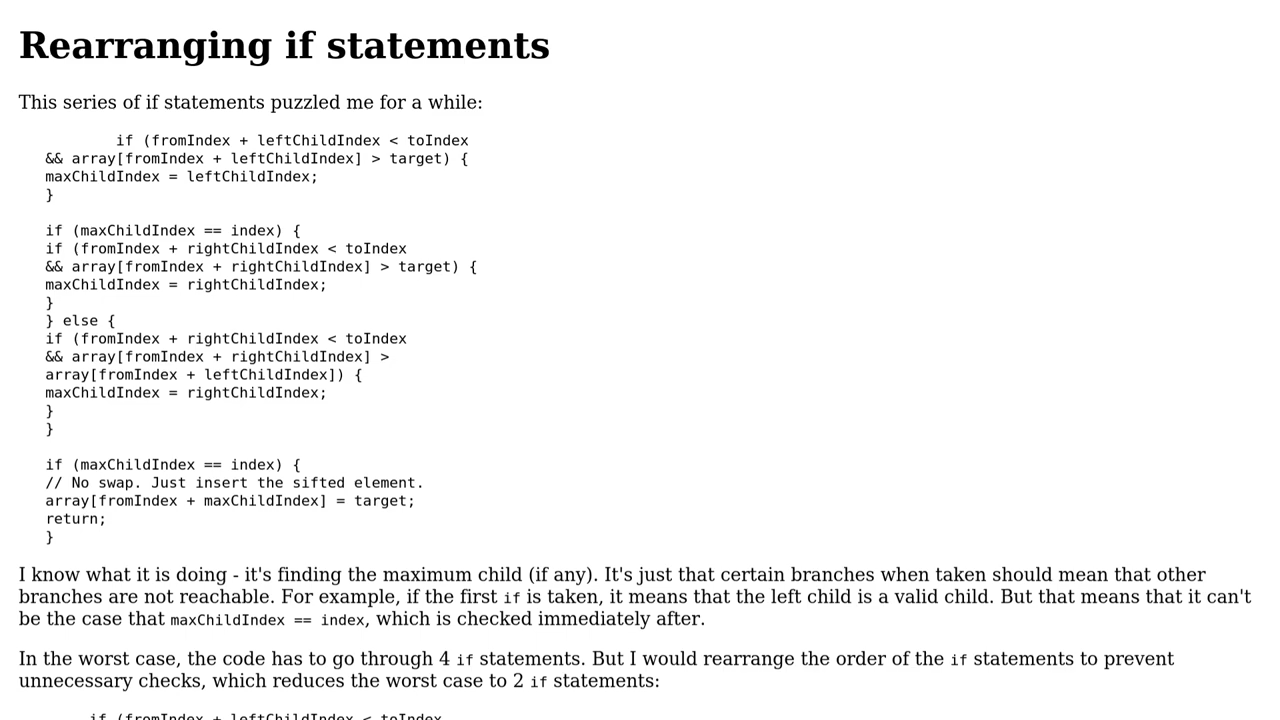 Rearranging if statements
This series of if statements puzzled me for a while:
if (fromIndex + leftChildIndex < toIndex
&& array[fromIndex + leftChildIndex] > target) {
maxChildIndex = leftChildIndex;
}
if (maxChildIndex == index) {
if (fromIndex + rightChildIndex < toIndex
&& array[fromIndex + rightChildIndex] > target) {
maxChildIndex = rightChildIndex;
}
} else {
if (fromIndex + rightChildIndex < toIndex
&& array[fromIndex + rightChildIndex] >
array[fromIndex + leftChildIndex]) {
maxChildIndex = rightChildIndex;
}
}
if (maxChildIndex == index) {
// No swap. Just insert the sifted element.
array[fromIndex + maxChildIndex] = target;
return;
}
I know what it is doing - it's finding the maximum child (if any). It's just that certain branches when taken should mean that other
branches are not reachable. For example, if the first if is taken, it means that the left child is a valid child. But that means that it can't
be the case that maxChildIndex == index, which is checked immediately after.
In the worst case, the code has to go through 4 if statements. But I would rearrange the order of the if statements to prevent
unnecessary checks, which reduces the worst case to 2 if statements:
if (fromIndex + leftChildIndex < toIndex